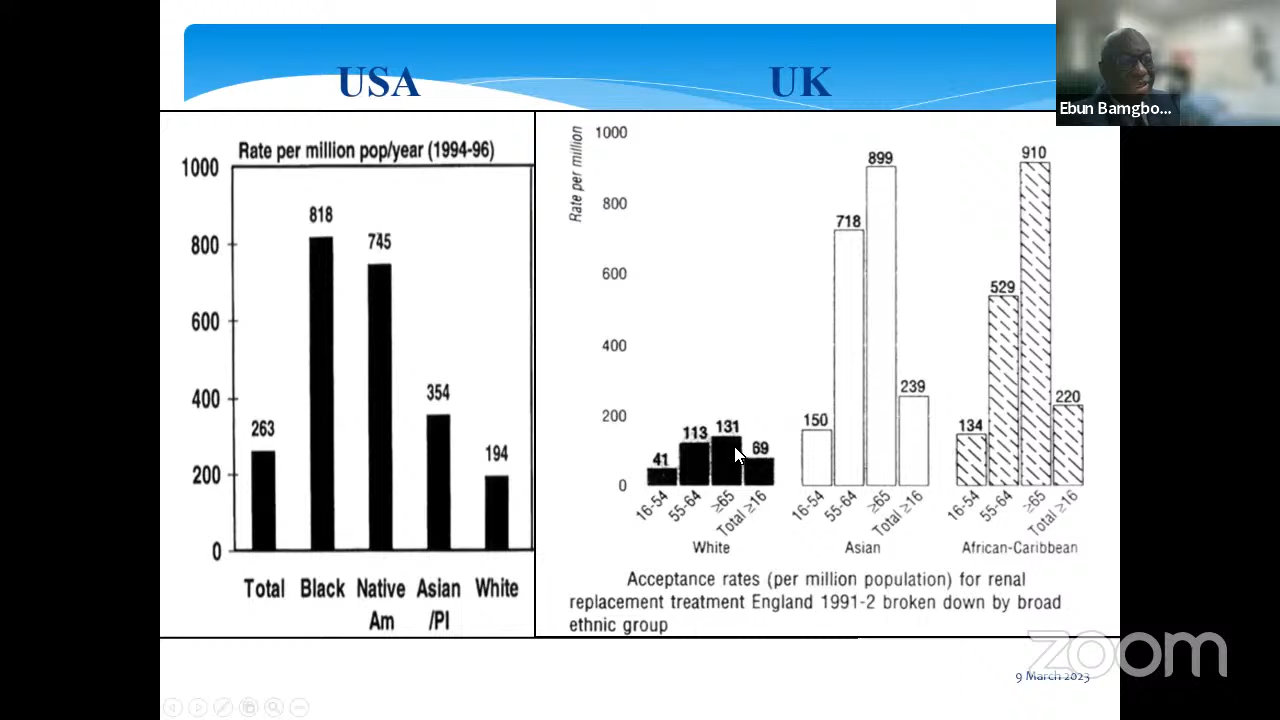 USA
UK
Ebun Bamgbo...
Rate per million pop/year (1994-96)
1000
800
600
400
200
0
263
818
745
354
194
Total Black Native Asian White
Am /PI
Rate per million
1000
800
600
400
200
0
41
113
131
69
150
718
899
239
134
529
910
220
16-54
55-64
≥65
Total ≥16
16-54
55-64
≥65
Total ≥16
16-54
55-64
≥65
Total ≥16
White
Asian
African-Caribbean
Acceptance rates (per million population) for renal
replacement treatment England 1991-2 broken down by broad
ethnic group
zoom
9 March 2023